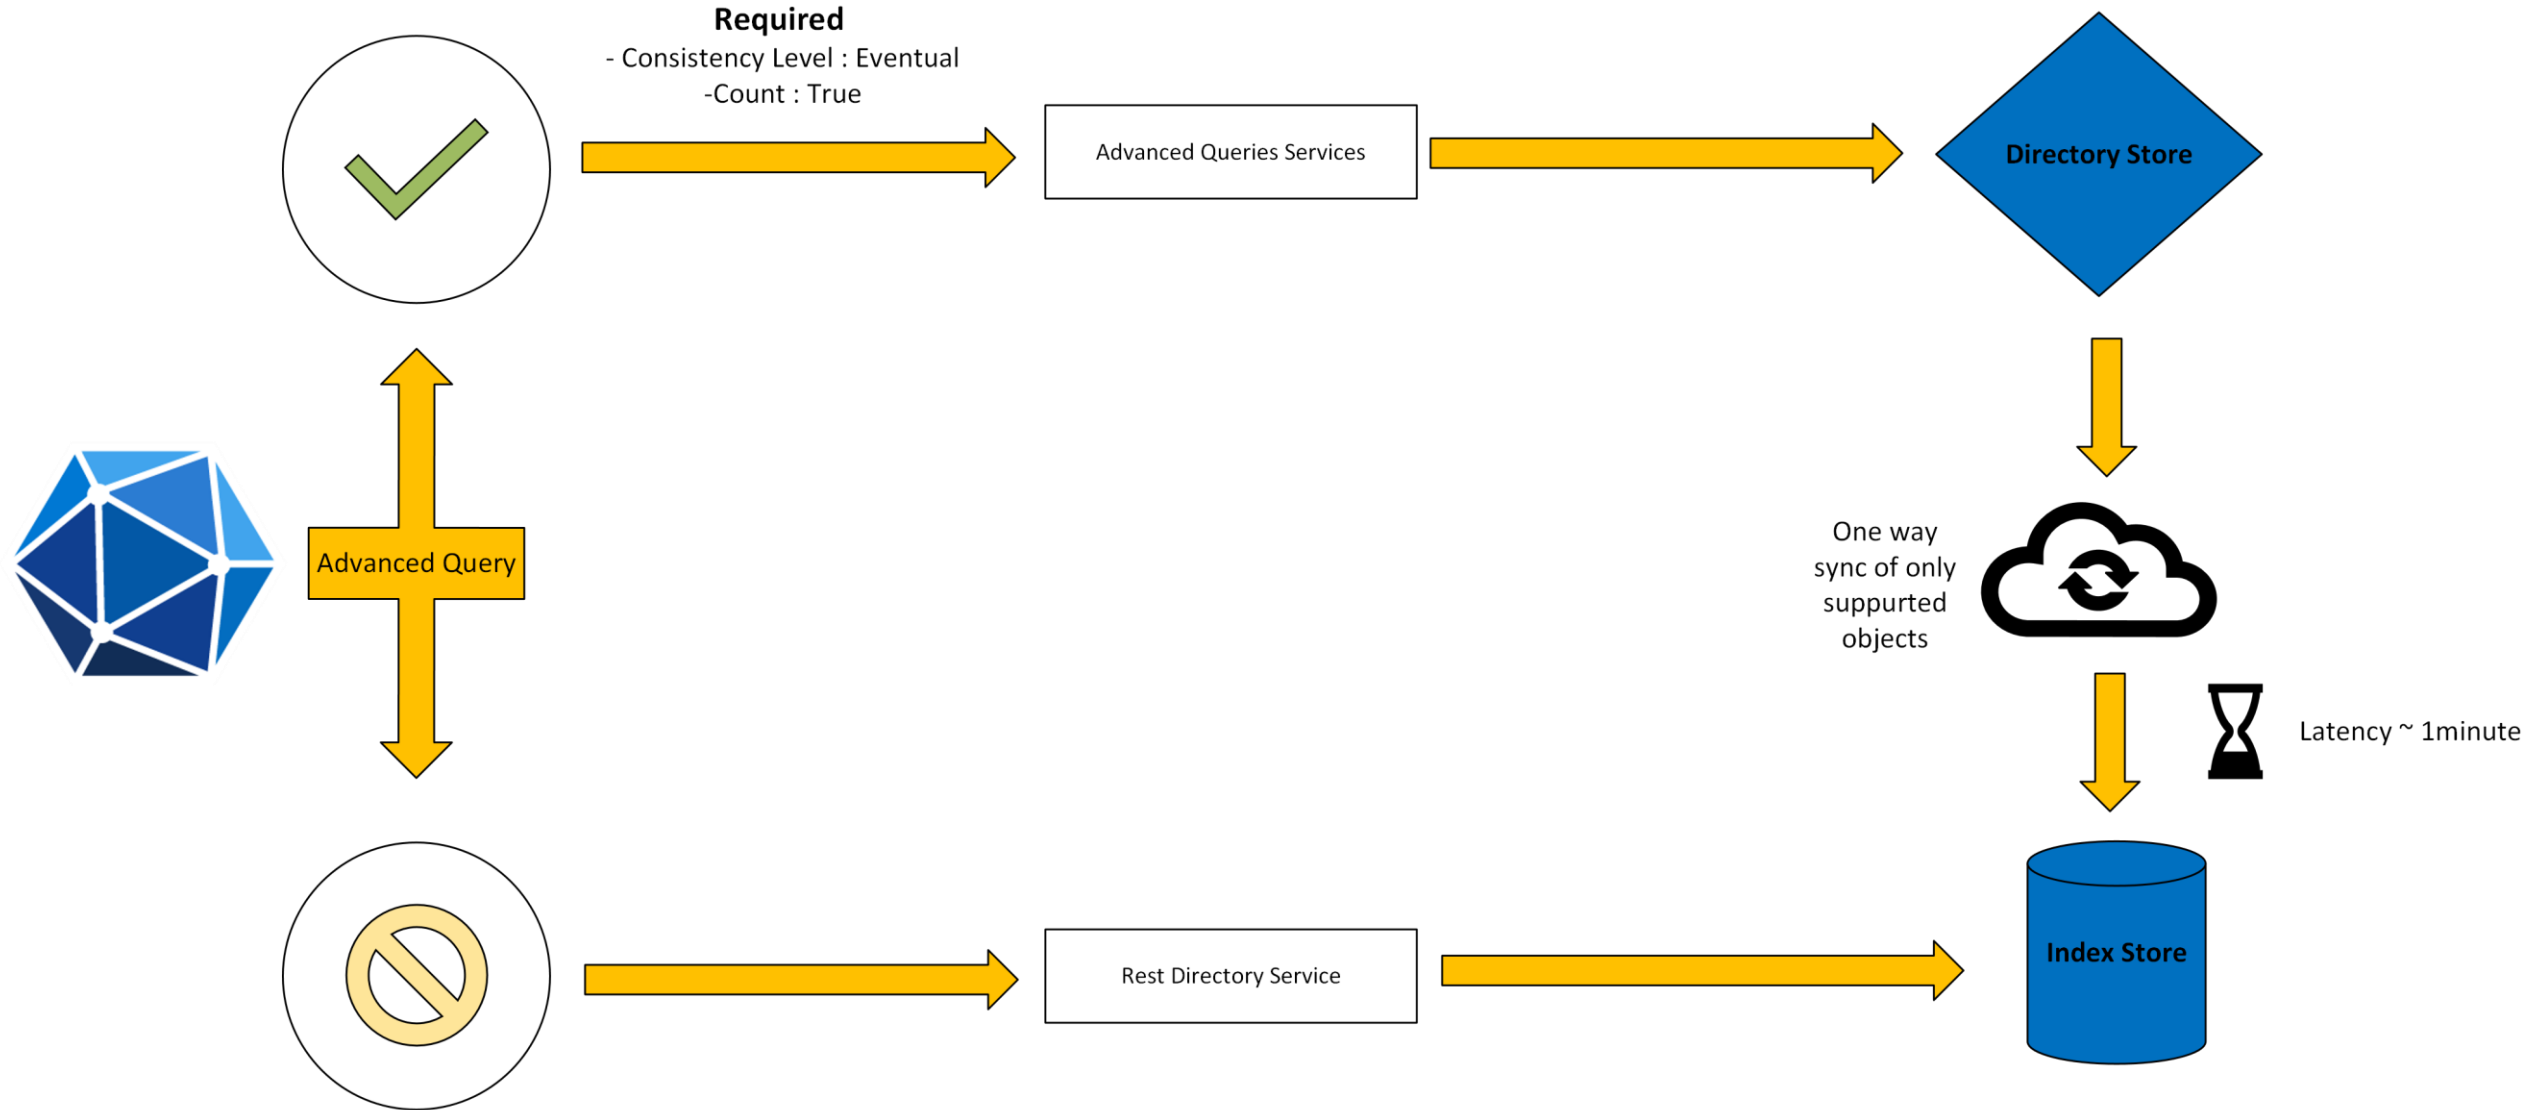 Required
- Consistency Level : Eventual
-Count : True
Advanced Queries Services
Directory Store
Advanced Query
One way
sync of only
suppurted
objects
Latency ~ 1minute
Rest Directory Service
Index Store